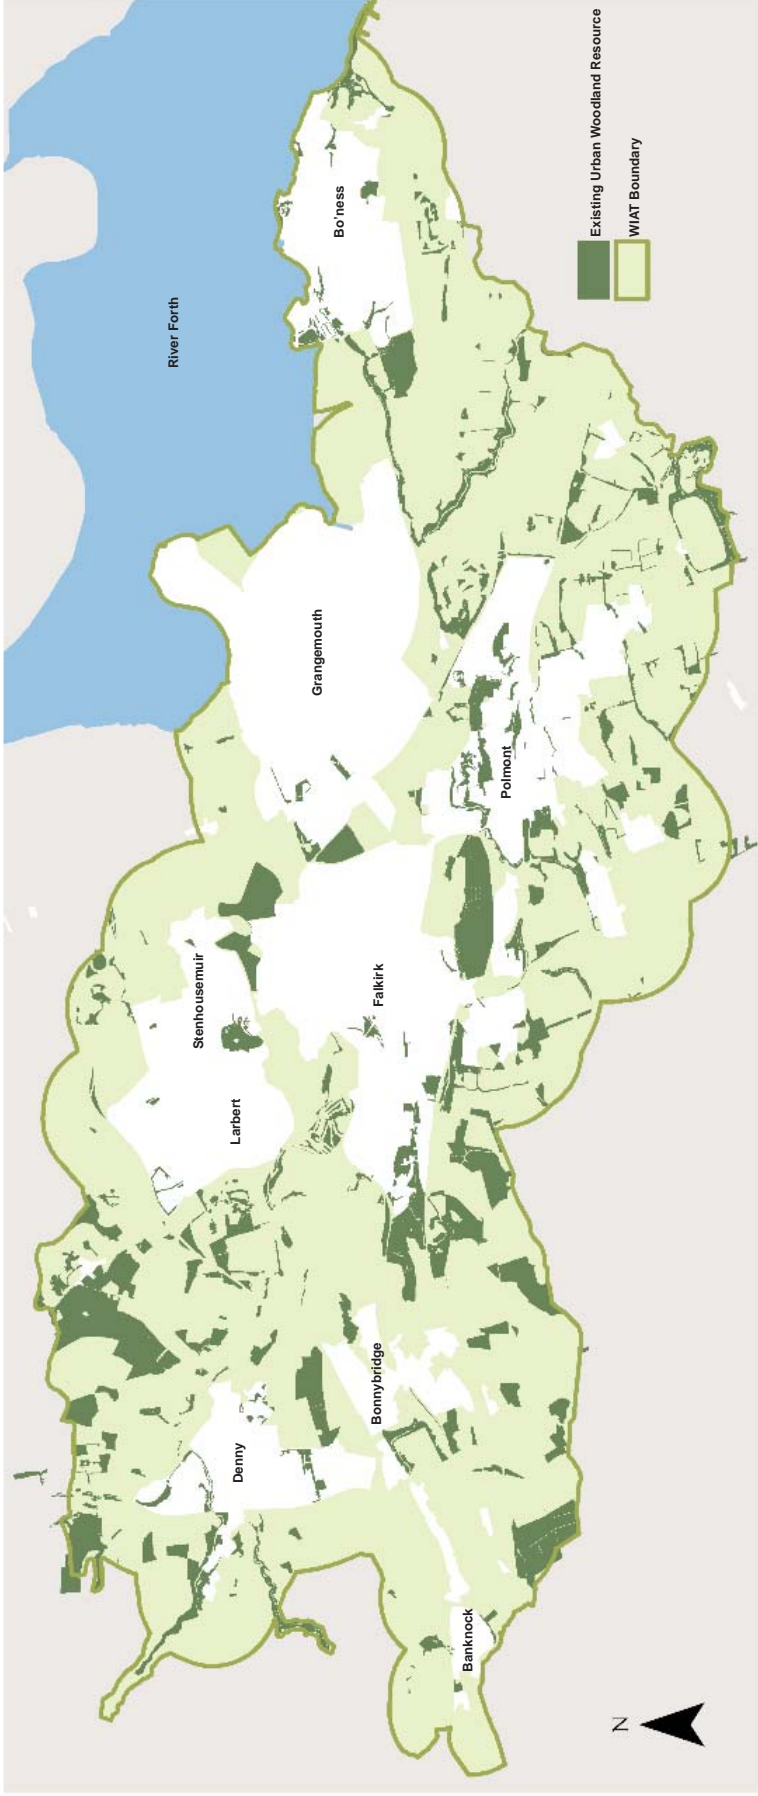 River Forth
Bo'ness
Grangemouth
Stenhousemuir
Larbert
Falkirk
Polmont
Denny
Bonnybridge
Banknock
Existing Urban Woodland Resource
WIAT Boundary
N